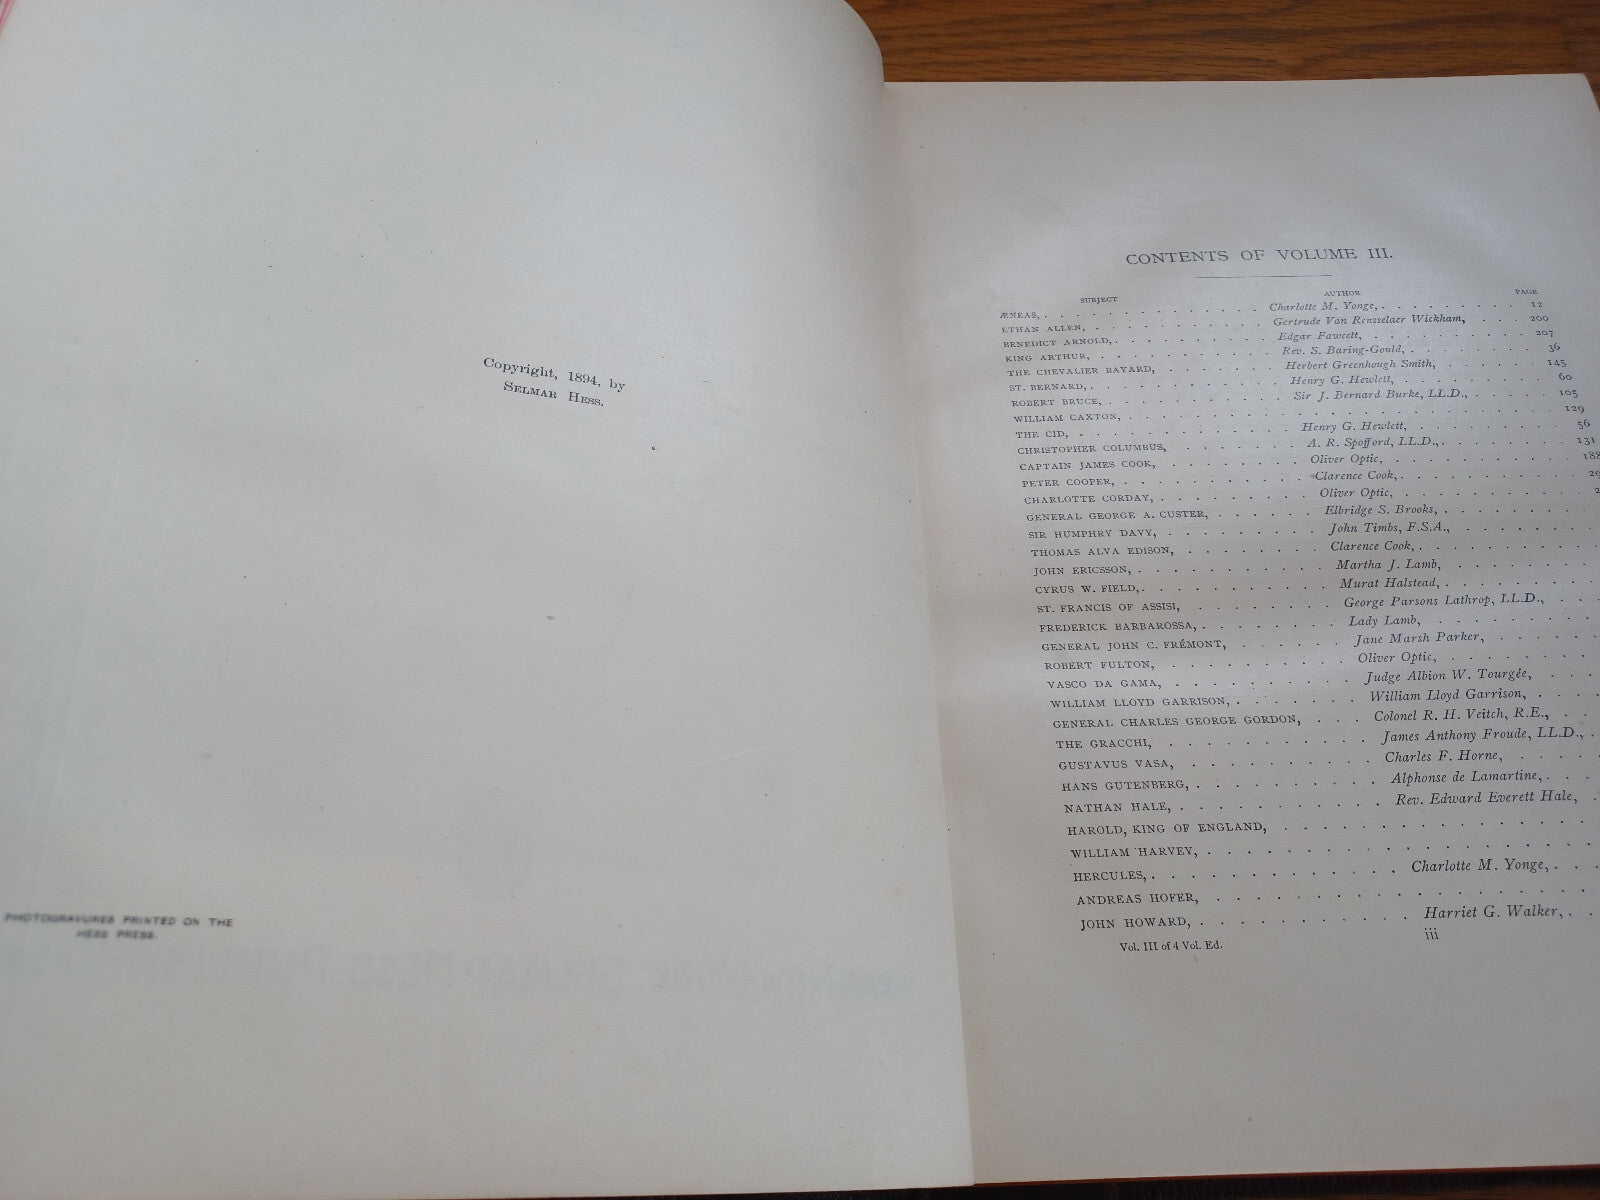 Copyright, 1894, by
SELMAR HESS.
PHOTOGRAVURES PRINTED ON THE
HESS PRESS.
CONTENTS OF VOLUME III.
SUBJECT AUTHOR PAGE
ÆNEAS, Charlotte M. Yonge, 12
ETHAN ALLEN, Gertrude Van Rensselaer Wickham, 200
BENEDICT ARNOLD, Edgar Fawcett, 207
KING ARTHUR, Rev. S. Baring-Gould, 36
THE CHEVALIER BAYARD, Herbert Greenhough Smith, 145
ST. BERNARD, Henry G. Hewlett, 60
ROBERT BRUCE, Sir J. Bernard Burke, LL.D., 105
WILLIAM CAXTON, 129
THE CID, Henry G. Hewlett, 56
CHRISTOPHER COLUMBUS, A. R. Spofford, LL.D., 131
CAPTAIN JAMES COOK, Oliver Optic, 188
PETER COOPER, Clarence Cook, 29
CHARLOTTE CORDAY, Oliver Optic, 2
GENERAL GEORGE A. CUSTER, Elbridge S. Brooks,
SIR HUMPHRY DAVY, John Timbs, F.S.A.,
THOMAS ALVA EDISON, Clarence Cook,
JOHN ERICSSON, Martha J. Lamb,
CYRUS W. FIELD, Murat Halstead,
ST. FRANCIS OF ASSISI, George Parsons Lathrop, LL.D.,
FREDERICK BARBAROSSA, Lady Lamb,
GENERAL JOHN C. FRÉMONT, Jane Marsh Parker,
ROBERT FULTON, Oliver Optic,
VASCO DA GAMA, Judge Albion W. Tourgée,
WILLIAM LLOYD GARRISON, William Lloyd Garrison,
GENERAL CHARLES GEORGE GORDON, Colonel R. H. Veitch, R.E.,
THE GRACCHI, James Anthony Froude, LL.D.,
GUSTAVUS VASA, Charles F. Horne,
HANS GUTENBERG, Alphonse de Lamartine,
NATHAN HALE, Rev. Edward Everett Hale,
HAROLD, KING OF ENGLAND,
WILLIAM HARVEY,
HERCULES, Charlotte M. Yonge,
ANDREAS HOFER,
JOHN HOWARD, Harriet G. Walker,
Vol. III of 4 Vol. Ed. iii